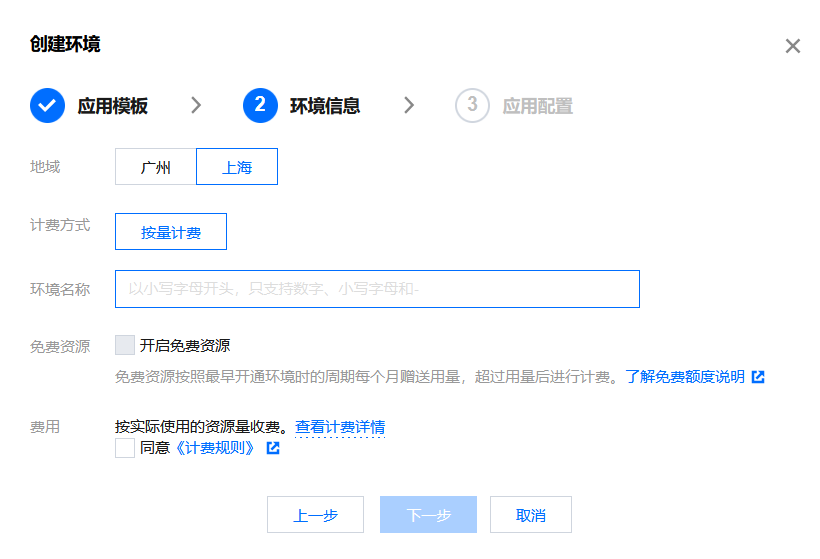 创建环境
应用模板 2 环境信息 3 应用配置
地域 广州 上海
计费方式 按量计费
环境名称 以小写字母开头，只支持数字、小写字母和-
免费资源 开启免费资源
免费资源按照最早开通环境时的周期每个月赠送用量，超过用量后进行计费。了解免费额度说明
费用 按实际使用的资源量收费。查看计费详情
同意《计费规则》
上一步 下一步 取消